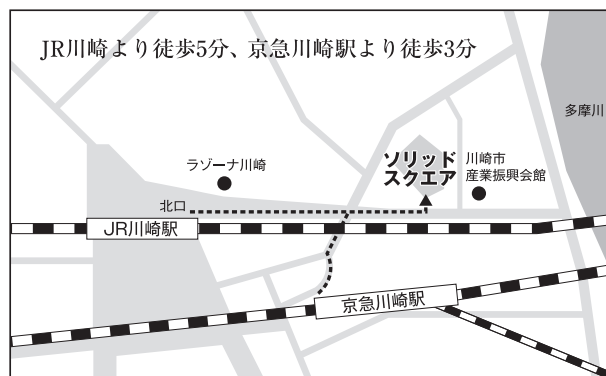 JR川崎より徒歩5分、京急川崎駅より徒歩3分
多摩川
ソリッド
スクエア
川崎市
産業振興会館
ラゾーナ川崎
北口
JR川崎駅
京急川崎駅